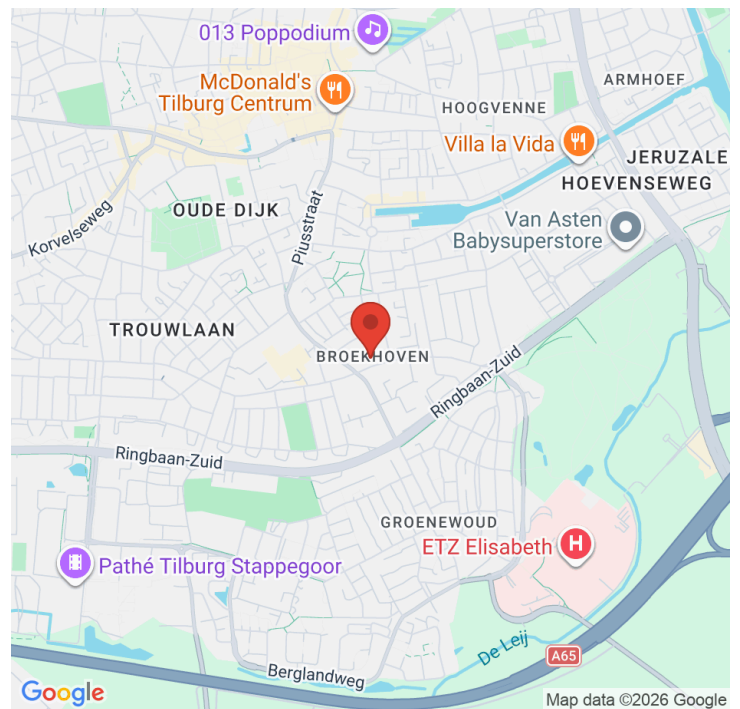 013 Poppodium
McDonald's
Tilburg Centrum
ARMHOEF
HOOGVENNE
Villa la Vida
JERUZALE
HOEVENSEWEG
OUDE DIJK
Piusstraat
Korvelseweg
Van Asten
Babysuperstore
TROUWLAAN
BROEKHOVEN
Ringbaan-Zuid
Ringbaan-Zuid
GROENEWOUD
ETZ Elisabeth
H
Pathé Tilburg Stappegoor
De Leij
A65
Berglandweg
Google
Map data ©2026 Google